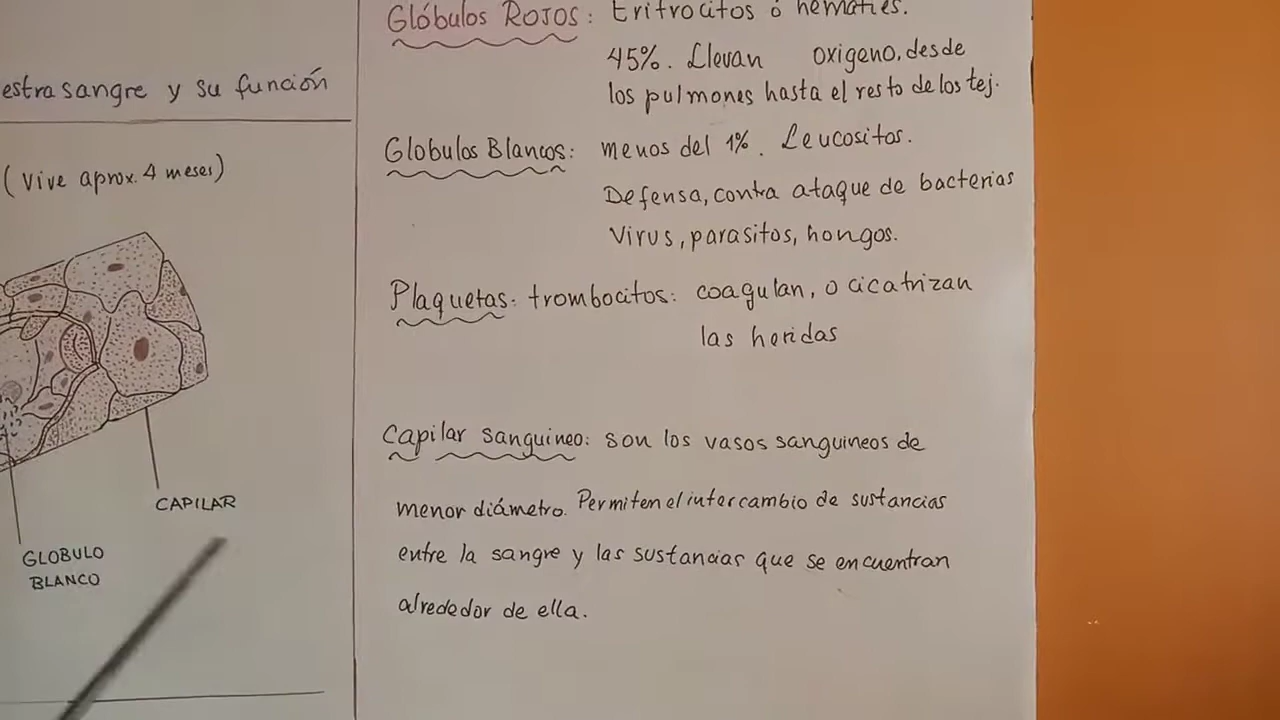 estra sangre y su función
(Vive aprox. 4 meses)
CAPILAR
GLOBULO
BLANCO
Glóbulos Rojos: Eritrocitos ó hematíes.
45%. Llevan oxigeno, desde
los pulmones hasta el resto de los tej.
Globulos Blancos: menos del 1%. Leucositos.
Defensa, contra ataque de bacterias
Virus, parasitos, hongos.
Plaquetas: trombocitos: coagulan, o cicatrizan
las heridas
Capilar sanguineo: son los vasos sanguineos de
menor diámetro. Permiten el intercambio de sustancias
entre la sangre y las sustancias que se encuentran
alrededor de ella.